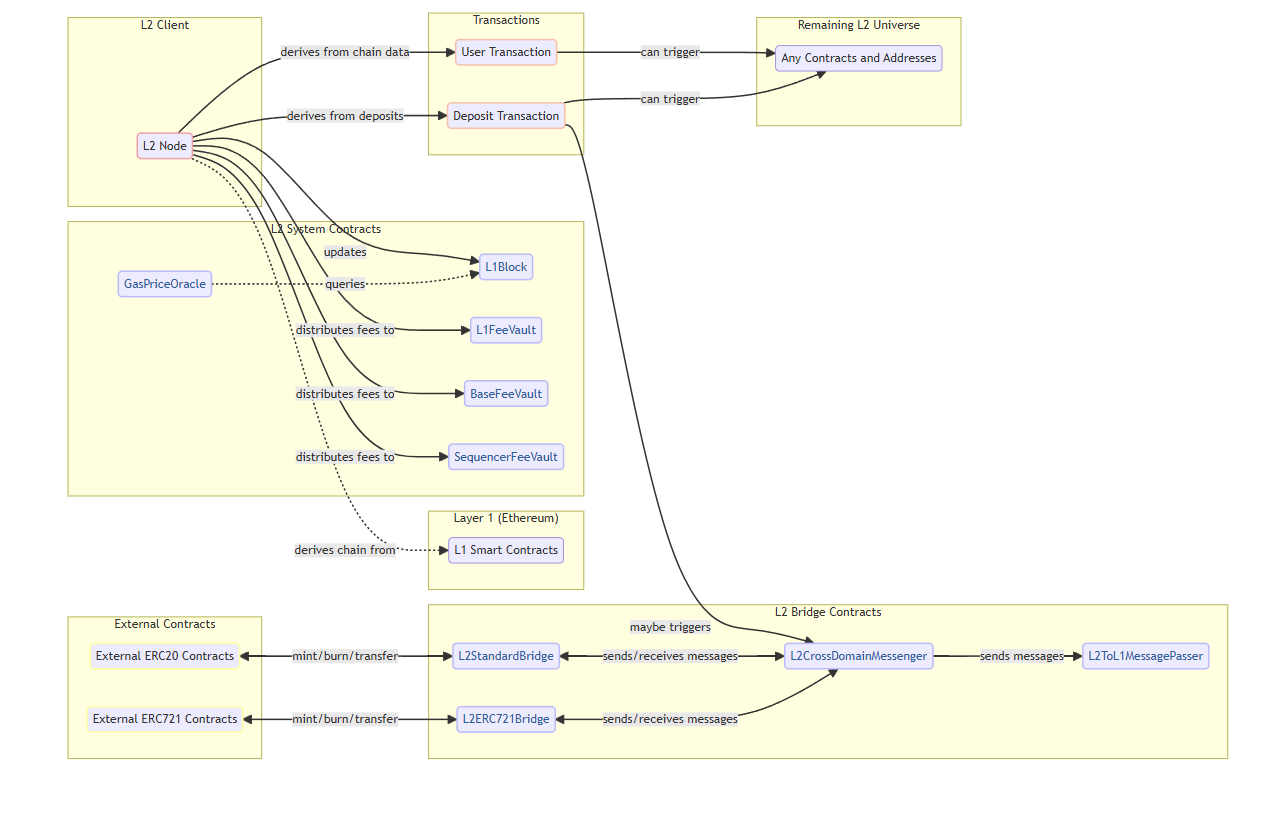 L2 Client
Transactions
Remaining L2 Universe
derives from chain data
User Transaction
can trigger
Any Contracts and Addresses
can trigger
derives from deposits
Deposit Transaction
L2 Node
L2 System Contracts
updates
L1Block
GasPriceOracle
queries
distributes fees to
L1FeeVault
distributes fees to
BaseFeeVault
distributes fees to
SequencerFeeVault
Layer 1 (Ethereum)
derives chain from
L1 Smart Contracts
External Contracts
L2 Bridge Contracts
maybe triggers
External ERC20 Contracts
mint/burn/transfer
L2StandardBridge
sends/receives messages
L2CrossDomainMessenger
sends messages
L2ToL1MessagePasser
External ERC721 Contracts
mint/burn/transfer
L2ERC721Bridge
sends/receives messages